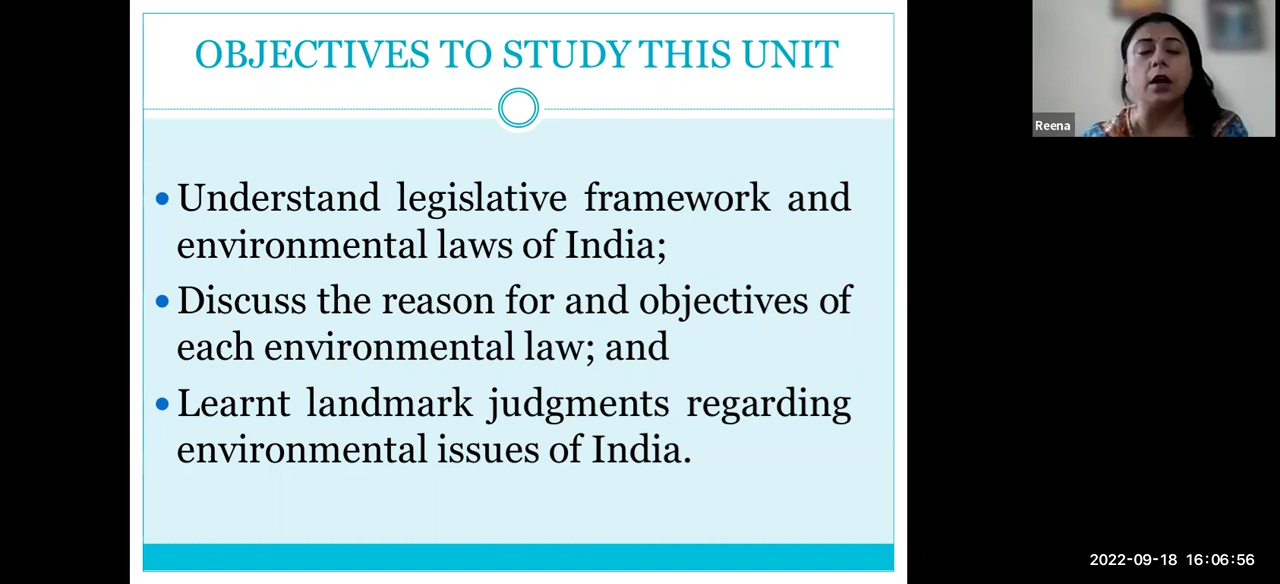 OBJECTIVES TO STUDY THIS UNIT
• Understand legislative framework and
environmental laws of India;
• Discuss the reason for and objectives of
each environmental law; and
• Learnt landmark judgments regarding
environmental issues of India.
Reena
2022-09-18 16:06:56